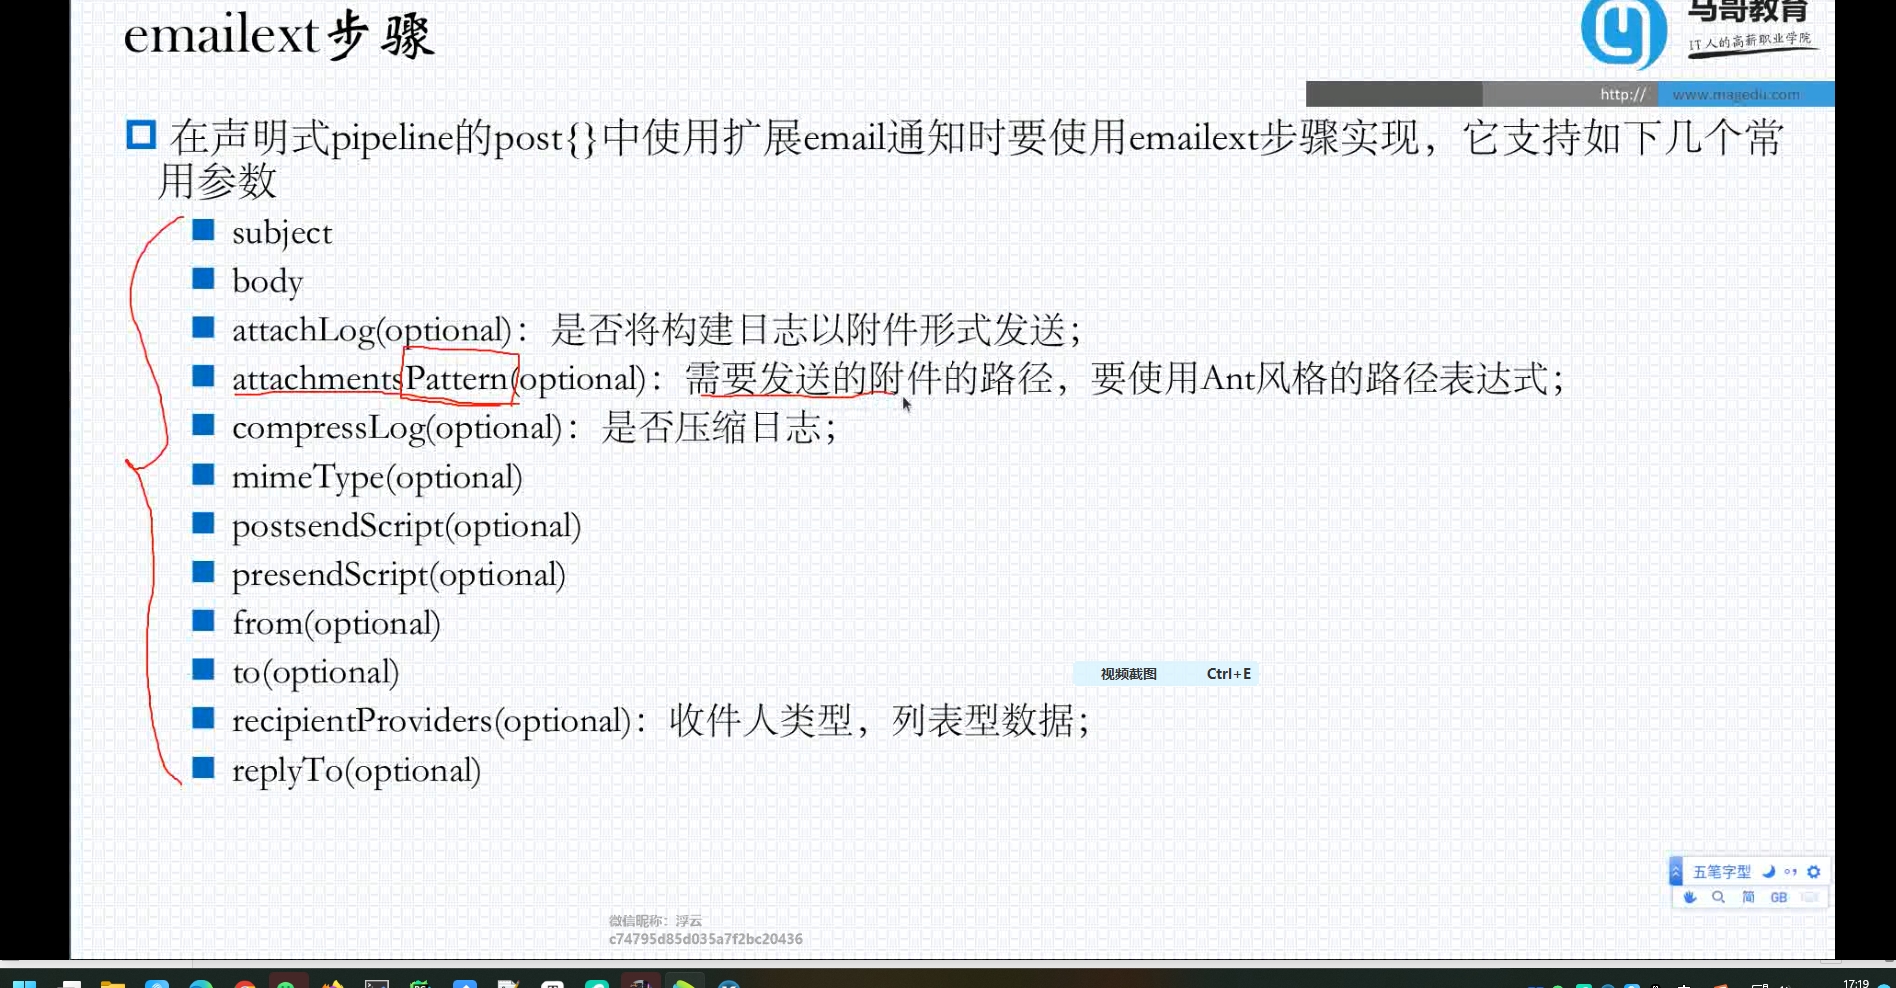 emailext步骤
马哥教育
IT人的高薪职业学院
http:// www.magedu.com
在声明式pipeline的post{}中使用扩展email通知时要使用emailext步骤实现，它支持如下几个常
用参数
subject
body
attachLog(optional)：是否将构建日志以附件形式发送；
attachmentsPattern(optional)：需要发送的附件的路径，要使用Ant风格的路径表达式；
compressLog(optional)：是否压缩日志；
mimeType(optional)
postsendScript(optional)
presendScript(optional)
from(optional)
to(optional)
视频截图 Ctrl+E
recipientProviders(optional)：收件人类型，列表型数据；
replyTo(optional)
五笔字型
简 GB
微信昵称：浮云
c74795d85d035a7f2bc20436
17:19